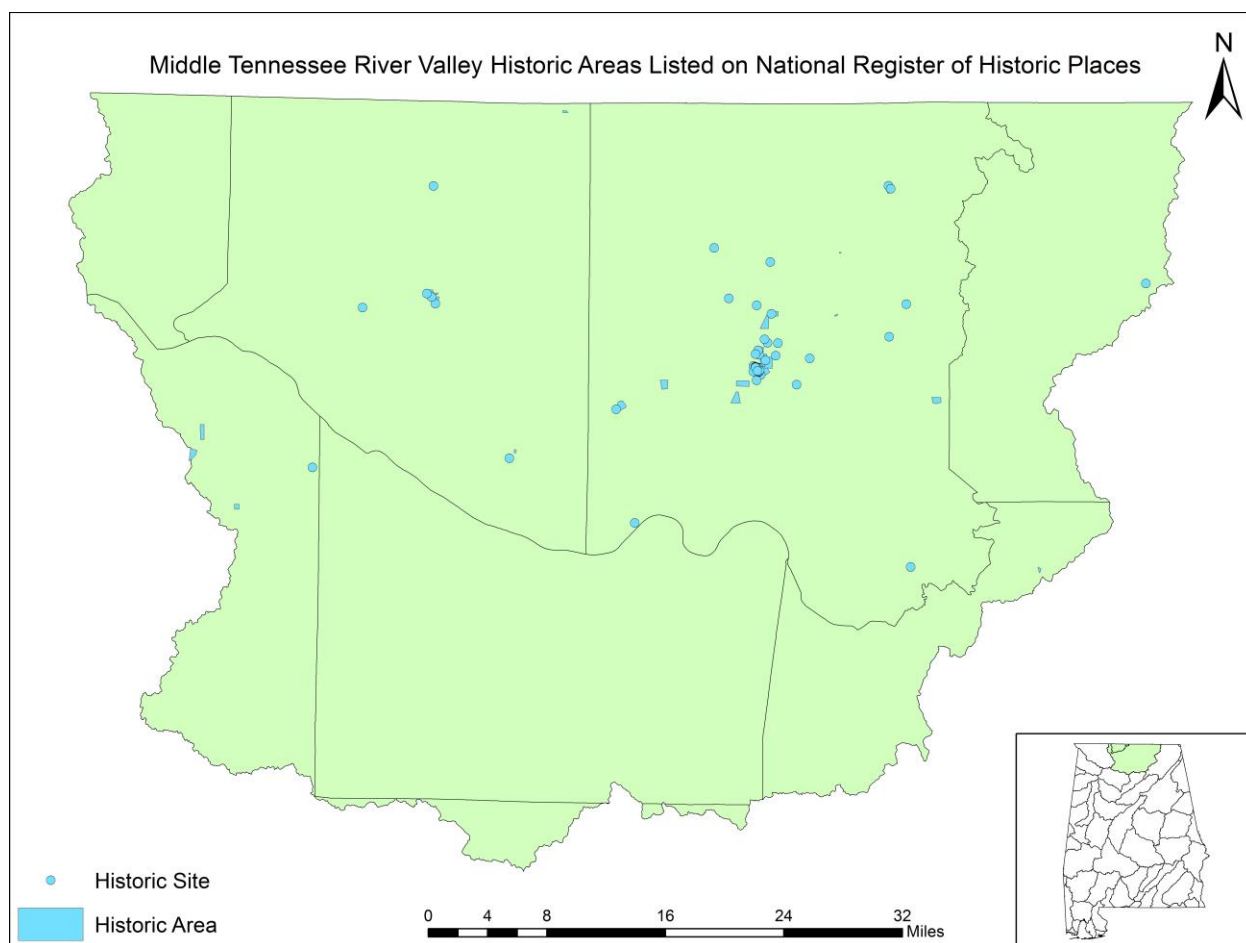 Middle Tennessee River Valley Historic Areas Listed on National Register of Historic Places
N
Historic Site
Historic Area
0 4 8 16 24 32
Miles